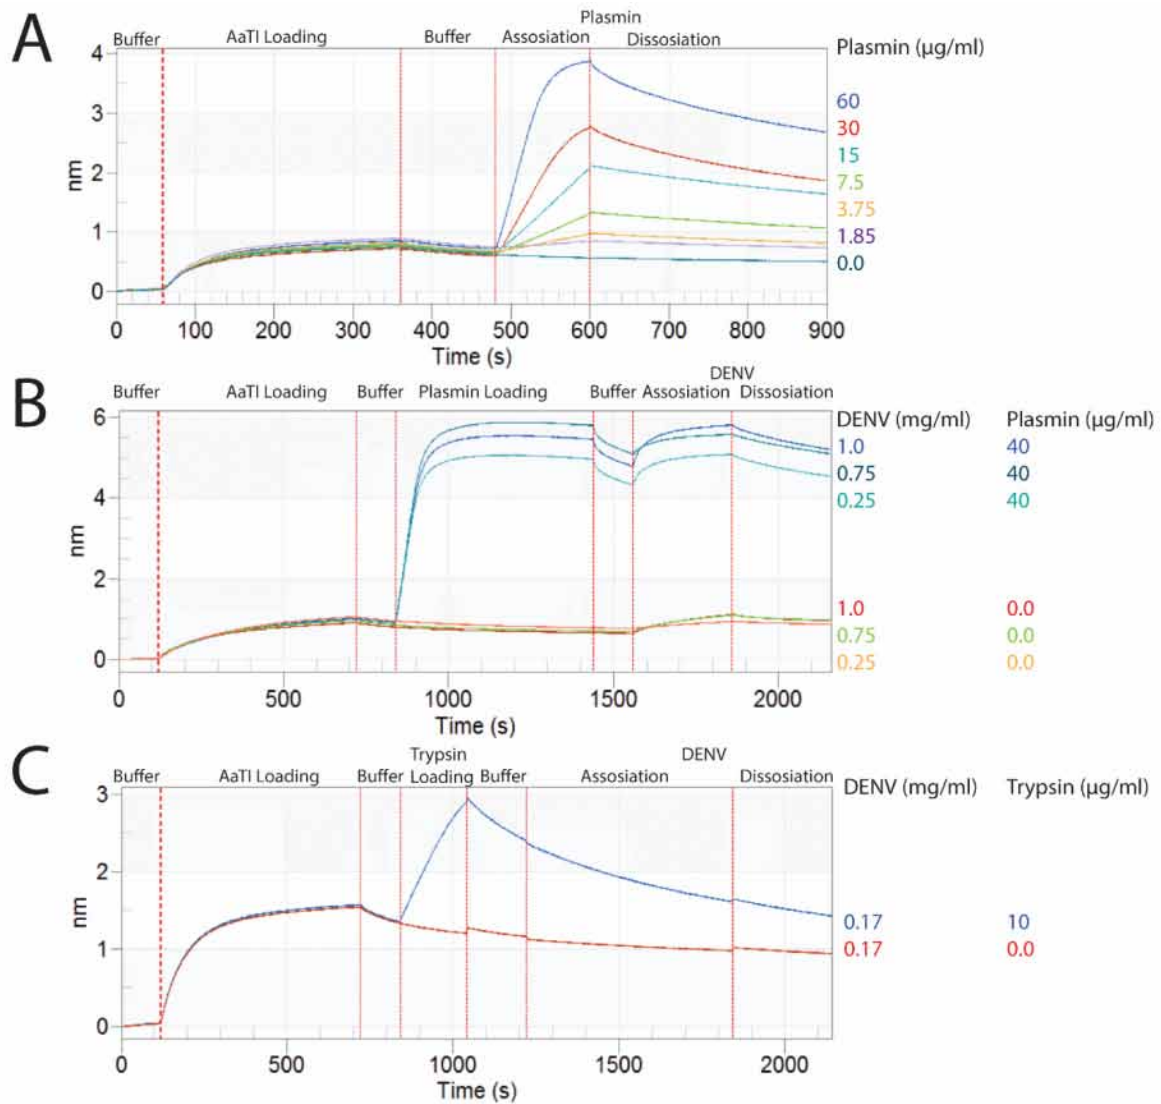 A
Plasmin
Buffer AaTI Loading Buffer Assosiation Dissosiation
Plasmin (μg/ml)
4
3
2
1
0
nm
60
30
15
7.5
3.75
1.85
0.0
0 100 200 300 400 500 600 700 800 900
Time (s)
B
DENV
Buffer AaTI Loading Buffer Plasmin Loading Buffer Assosiation Dissosiation
DENV (mg/ml) Plasmin (μg/ml)
6
4
2
0
nm
1.0 40
0.75 40
0.25 40
1.0 0.0
0.75 0.0
0.25 0.0
0 500 1000 1500 2000
Time (s)
C
Trypsin DENV
Buffer AaTI Loading Buffer Loading Buffer Assosiation Dissosiation
DENV (mg/ml) Trypsin (μg/ml)
3
2
1
0
nm
0.17 10
0.17 0.0
0 500 1000 1500 2000
Time (s)